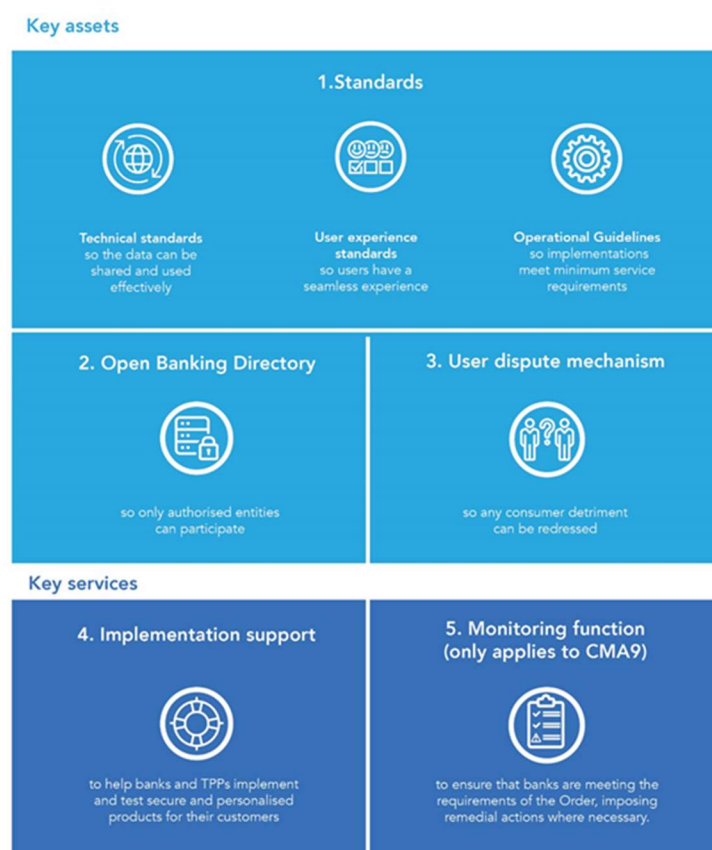 Key assets
1.Standards
Technical standards
so the data can be
shared and used
effectively
User experience
standards
so users have a
seamless experience
Operational Guidelines
so implementations
meet minimum service
requirements
2. Open Banking Directory
so only authorised entities
can participate
3. User dispute mechanism
so any consumer detriment
can be redressed
Key services
4. Implementation support
to help banks and TPPs implement
and test secure and personalised
products for their customers
5. Monitoring function
(only applies to CMA9)
to ensure that banks are meeting the
requirements of the Order, imposing
remedial actions where necessary.